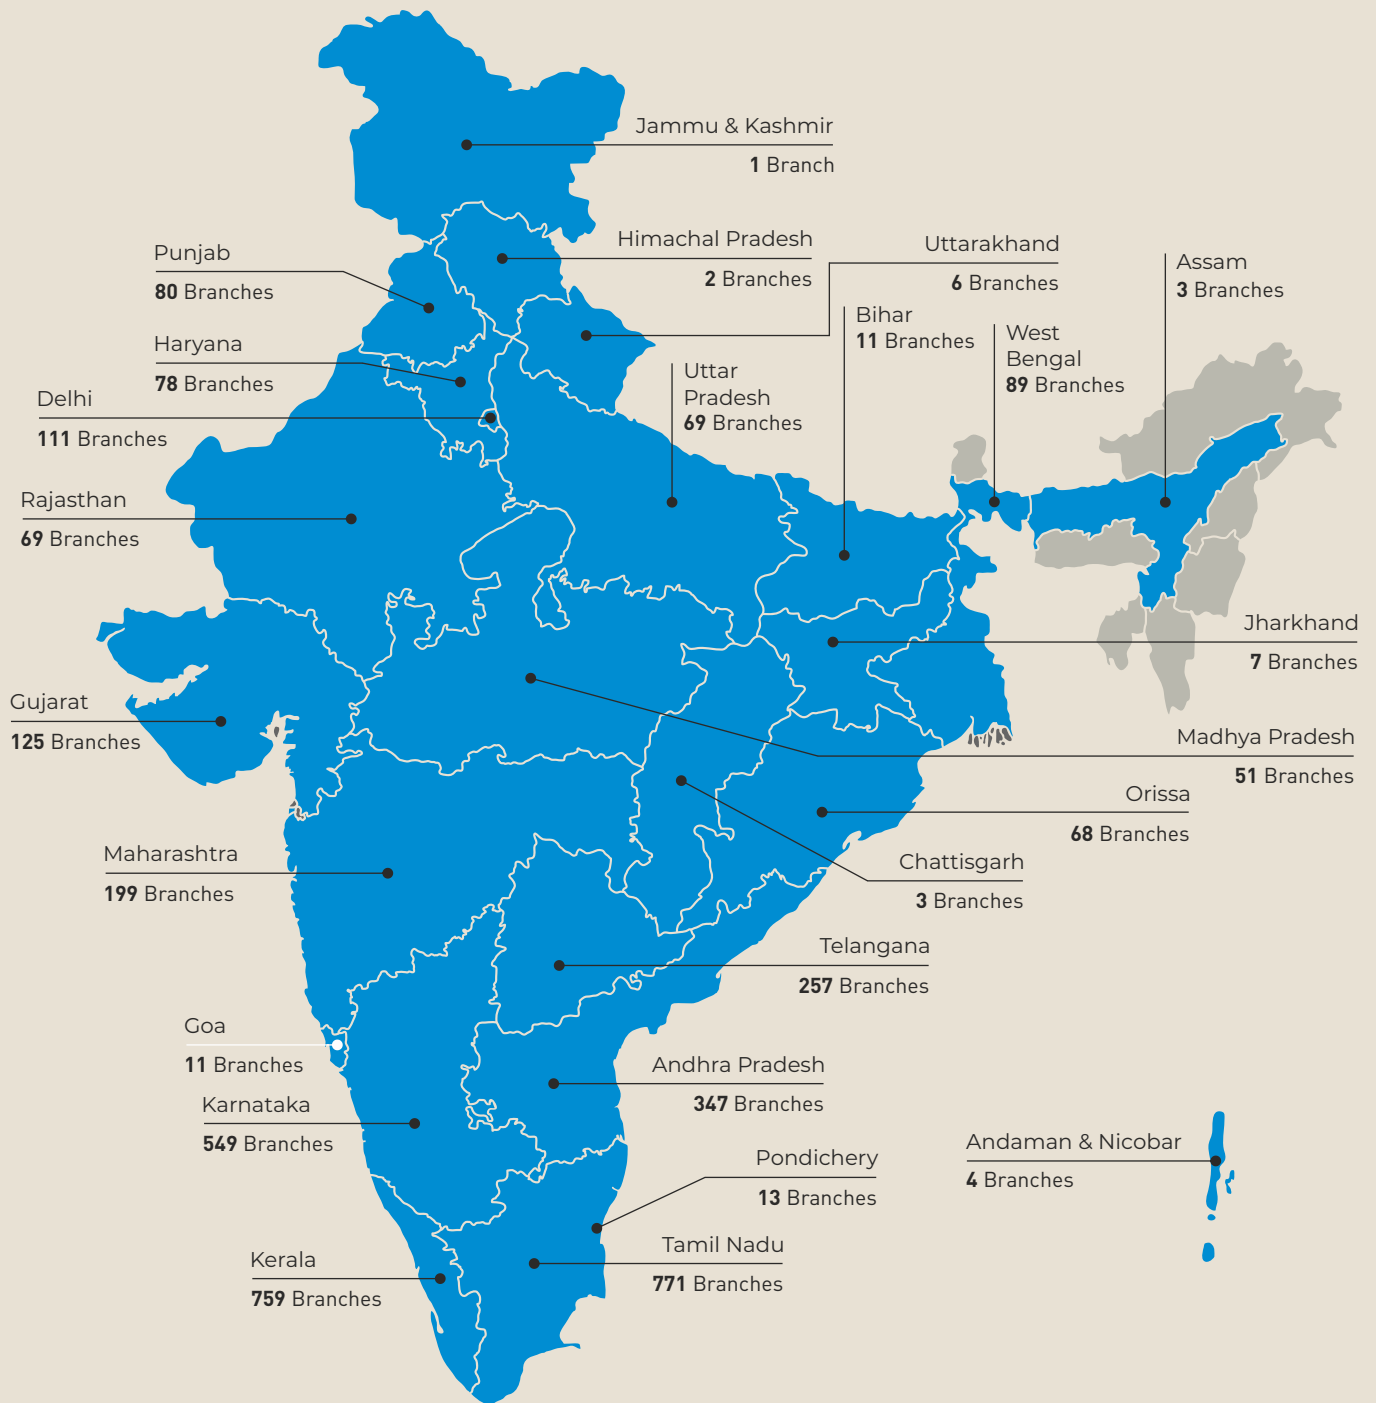 Jammu & Kashmir
1 Branch
Himachal Pradesh
2 Branches
Uttarakhand
6 Branches
Punjab
80 Branches
Assam
3 Branches
Bihar
11 Branches
West
Bengal
89 Branches
Haryana
78 Branches
Uttar
Pradesh
69 Branches
Delhi
111 Branches
Rajasthan
69 Branches
Jharkhand
7 Branches
Gujarat
125 Branches
Madhya Pradesh
51 Branches
Orissa
68 Branches
Maharashtra
199 Branches
Chattisgarh
3 Branches
Telangana
257 Branches
Goa
11 Branches
Andhra Pradesh
347 Branches
Karnataka
549 Branches
Andaman & Nicobar
4 Branches
Pondichery
13 Branches
Tamil Nadu
771 Branches
Kerala
759 Branches